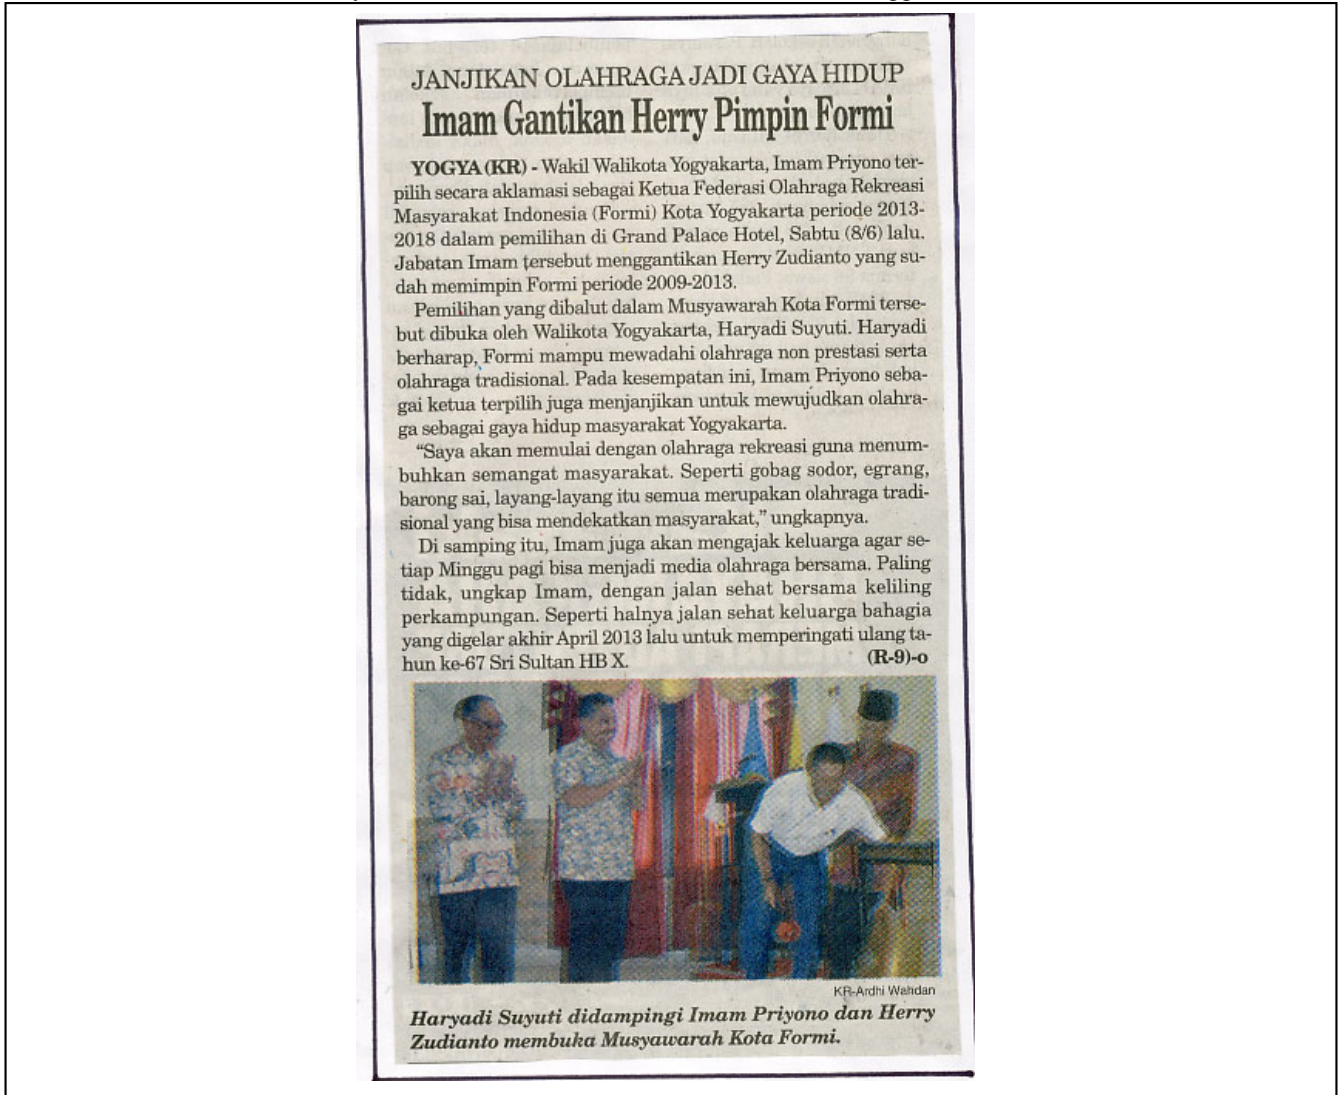 JANJIKAN OLAHRAGA JADI GAYA HIDUP
Imam Gantikan Herry Pimpin Formi
YOGYA (KR) - Wakil Walikota Yogyakarta, Imam Priyono ter-
pilih secara aklamasi sebagai Ketua Federasi Olahraga Rekreasi
Masyarakat Indonesia (Formi) Kota Yogyakarta periode 2013-
2018 dalam pemilihan di Grand Palace Hotel, Sabtu (8/6) lalu.
Jabatan Imam tersebut menggantikan Herry Zudianto yang su-
dah memimpin Formi periode 2009-2013.
Pemilihan yang dibalut dalam Musyawarah Kota Formi terse-
but dibuka oleh Walikota Yogyakarta, Haryadi Suyuti. Haryadi
berharap, Formi mampu mewadahi olahraga non prestasi serta
olahraga tradisional. Pada kesempatan ini, Imam Priyono seba-
gai ketua terpilih juga menjanjikan untuk mewujudkan olahra-
ga sebagai gaya hidup masyarakat Yogyakarta.
“Saya akan memulai dengan olahraga rekreasi guna menum-
buhkan semangat masyarakat. Seperti gobag sodor, egrang,
barong sai, layang-layang itu semua merupakan olahraga tradi-
sional yang bisa mendekatkan masyarakat,” ungkapnya.
Di samping itu, Imam juga akan mengajak keluarga agar se-
tiap Minggu pagi bisa menjadi media olahraga bersama. Paling
tidak, ungkap Imam, dengan jalan sehat bersama keliling
perkampungan. Seperti halnya jalan sehat keluarga bahagia
yang digelar akhir April 2013 lalu untuk memperingati ulang ta-
hun ke-67 Sri Sultan HB X. (R-9)-o
KR-Ardhi Wahdan
Haryadi Suyuti didampingi Imam Priyono dan Herry
Zudianto membuka Musyawarah Kota Formi.